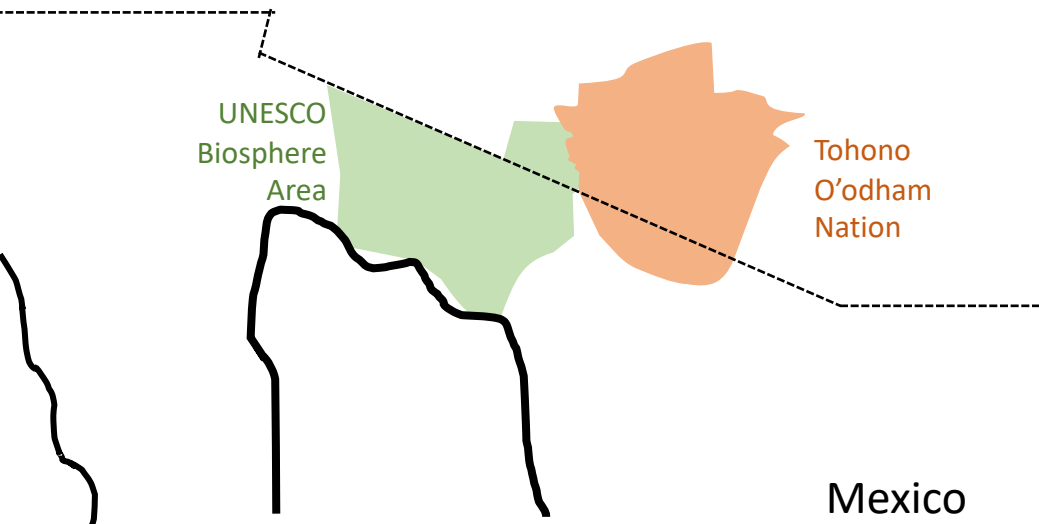 UNESCO
Biosphere
Area
Tohono
O’odham
Nation
Mexico